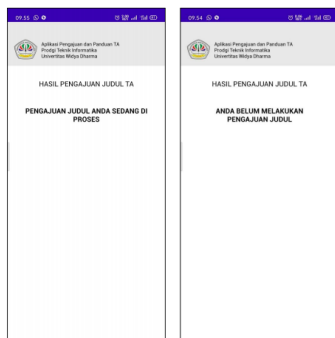 09.55
Aplikasi Pengajuan dan Panduan TA
Prodgi Teknik Informatika
Universitas Widya Dharma
HASIL PENGAJUAN JUDUL TA
PENGAJUAN JUDUL ANDA SEDANG DI
PROSES
09.54
Aplikasi Pengajuan dan Panduan TA
Prodgi Teknik Informatika
Universitas Widya Dharma
HASIL PENGAJUAN JUDUL TA
ANDA BELUM MELAKUKAN
PENGAJUAN JUDUL